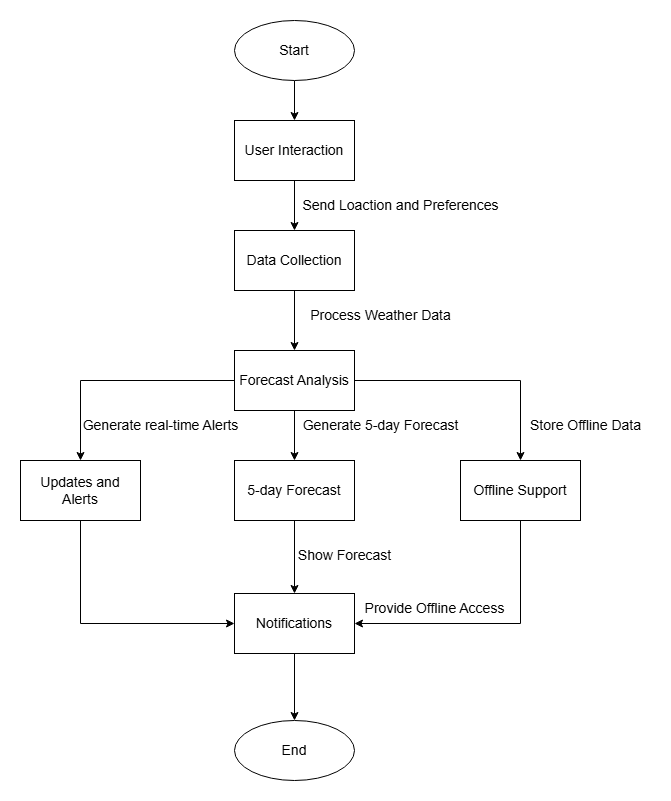 Start
User Interaction
Send Loaction and Preferences
Data Collection
Process Weather Data
Forecast Analysis
Generate real-time Alerts
Generate 5-day Forecast
Store Offline Data
Updates and
Alerts
5-day Forecast
Offline Support
Show Forecast
Provide Offline Access
Notifications
End